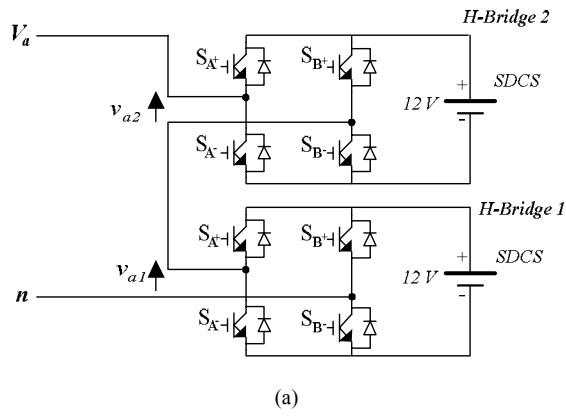 H-Bridge 2
V_a
S_A+
S_B+
SDCS
+
12 V
-
v_a2
S_A-
S_B-
H-Bridge 1
S_A+
S_B+
SDCS
+
12 V
-
v_a1
n
S_A-
S_B-
(a)